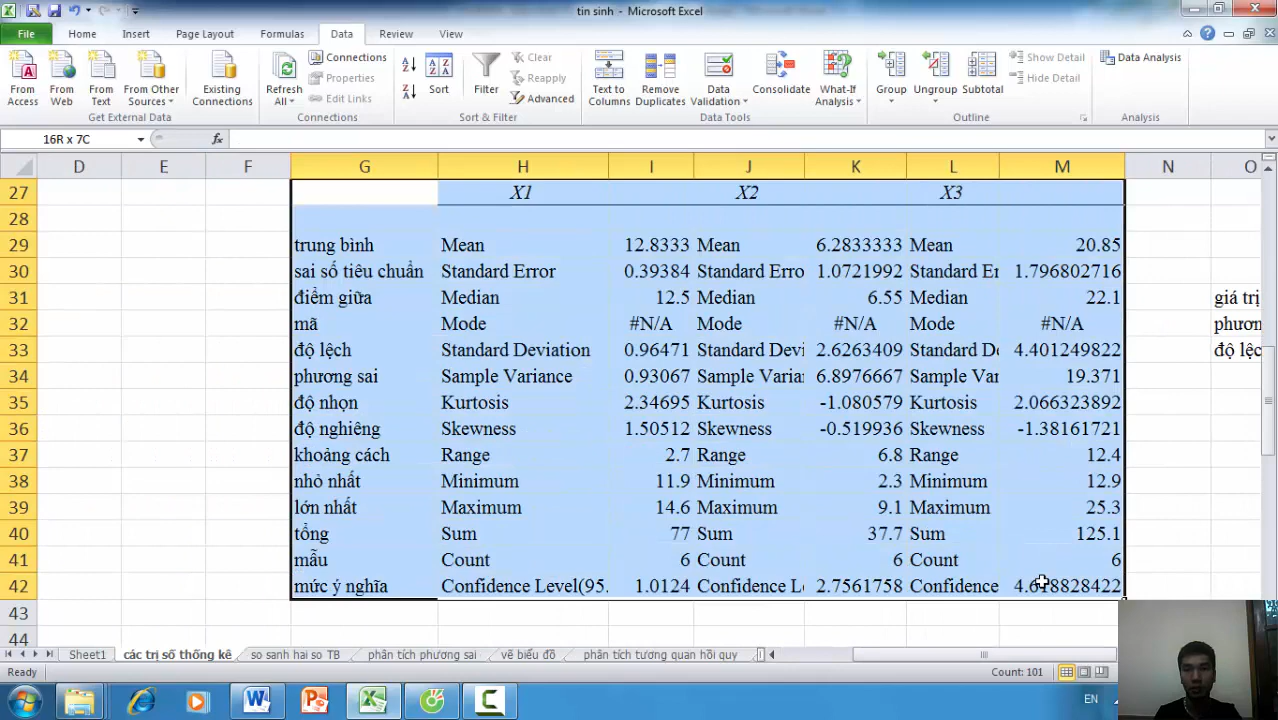 tin sinh - Microsoft Excel
File Home Insert Page Layout Formulas Data Review View
From Access
From Web
From Text
From Other Sources
Existing Connections
Get External Data
Refresh All
Connections
Properties
Edit Links
Connections
Sort
Filter
Clear
Reapply
Advanced
Sort & Filter
Text to Columns
Remove Duplicates
Data Validation
Consolidate
What-If Analysis
Data Tools
Group
Ungroup
Subtotal
Show Detail
Hide Detail
Outline
Data Analysis
Analysis
16R x 7C fx
D E F G H I J K L M N O
27 X1 X2 X3
28
29 trung bình Mean 12.8333 Mean 6.2833333 Mean 20.85
30 sai số tiêu chuẩn Standard Error 0.39384 Standard Erro 1.0721992 Standard Er 1.796802716
31 điểm giữa Median 12.5 Median 6.55 Median 22.1 giá trị
32 mã Mode #N/A Mode #N/A Mode #N/A phươn
33 độ lệch Standard Deviation 0.96471 Standard Devi 2.6263409 Standard De 4.401249822 độ lệc
34 phương sai Sample Variance 0.93067 Sample Varia 6.8976667 Sample Var 19.371
35 độ nhọn Kurtosis 2.34695 Kurtosis -1.080579 Kurtosis 2.066323892
36 độ nghiêng Skewness 1.50512 Skewness -0.519936 Skewness -1.38161721
37 khoảng cách Range 2.7 Range 6.8 Range 12.4
38 nhỏ nhất Minimum 11.9 Minimum 2.3 Minimum 12.9
39 lớn nhất Maximum 14.6 Maximum 9.1 Maximum 25.3
40 tổng Sum 77 Sum 37.7 Sum 125.1
41 mẫu Count 6 Count 6 Count 6
42 mức ý nghĩa Confidence Level(95. 1.0124 Confidence Le 2.7561758 Confidence
43
44
Sheet1 các trị số thống kê so sanh hai so TB phân tích phương sai vẽ biểu đồ phân tích tương quan hồi quy
Ready Count: 101
EN